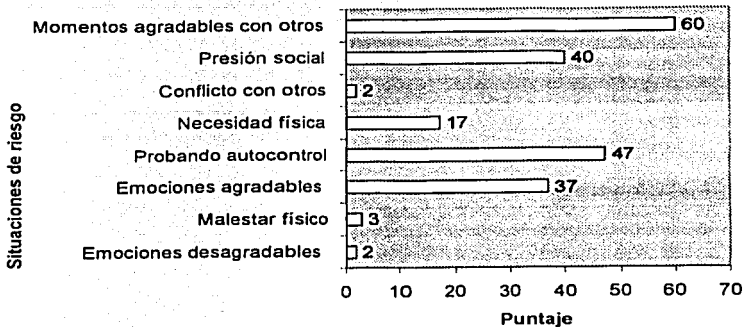 Situaciones de riesgo
Momentos agradables con otros 60
Presión social 40
Conflicto con otros 2
Necesidad física 17
Probando autocontrol 47
Emociones agradables 37
Malestar físico 3
Emociones desagradables 2
0 10 20 30 40 50 60 70
Puntaje